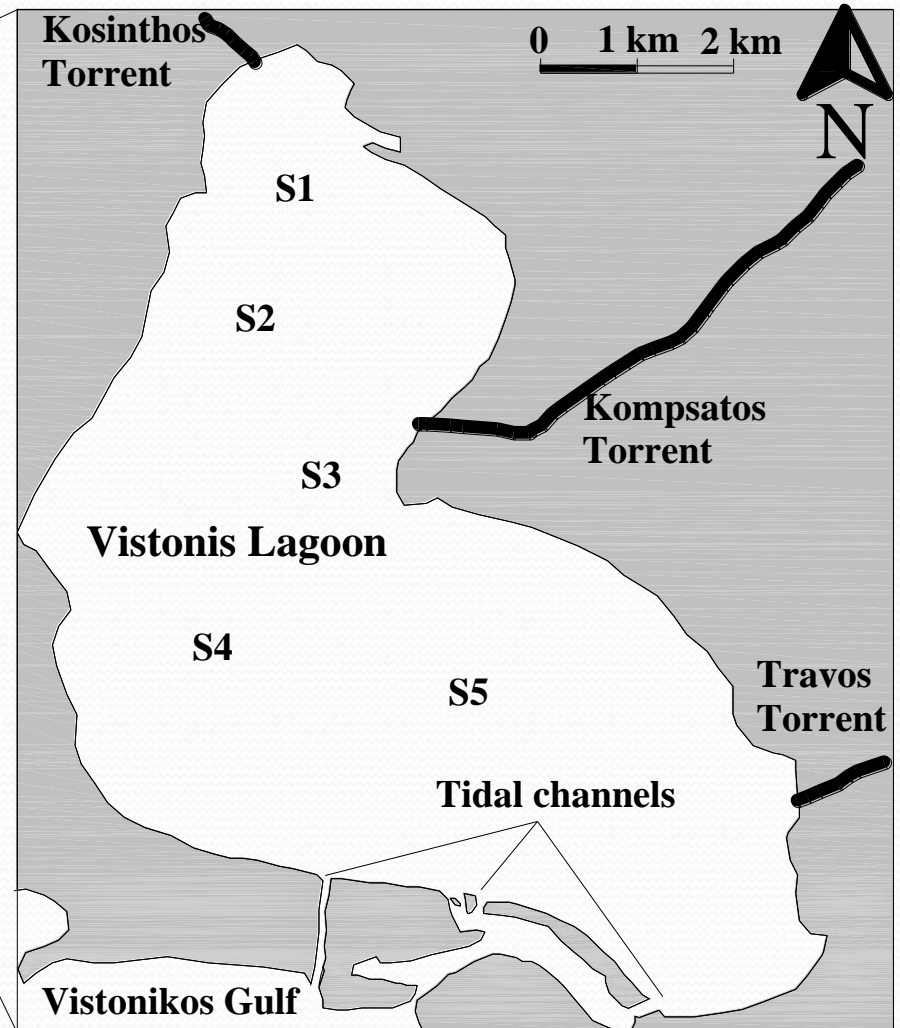 Kosinthos
Torrent
0 1 km 2 km
N
S1
S2
Kompsatos
Torrent
S3
Vistonis Lagoon
S4
S5
Travos
Torrent
Tidal channels
Vistonikos Gulf